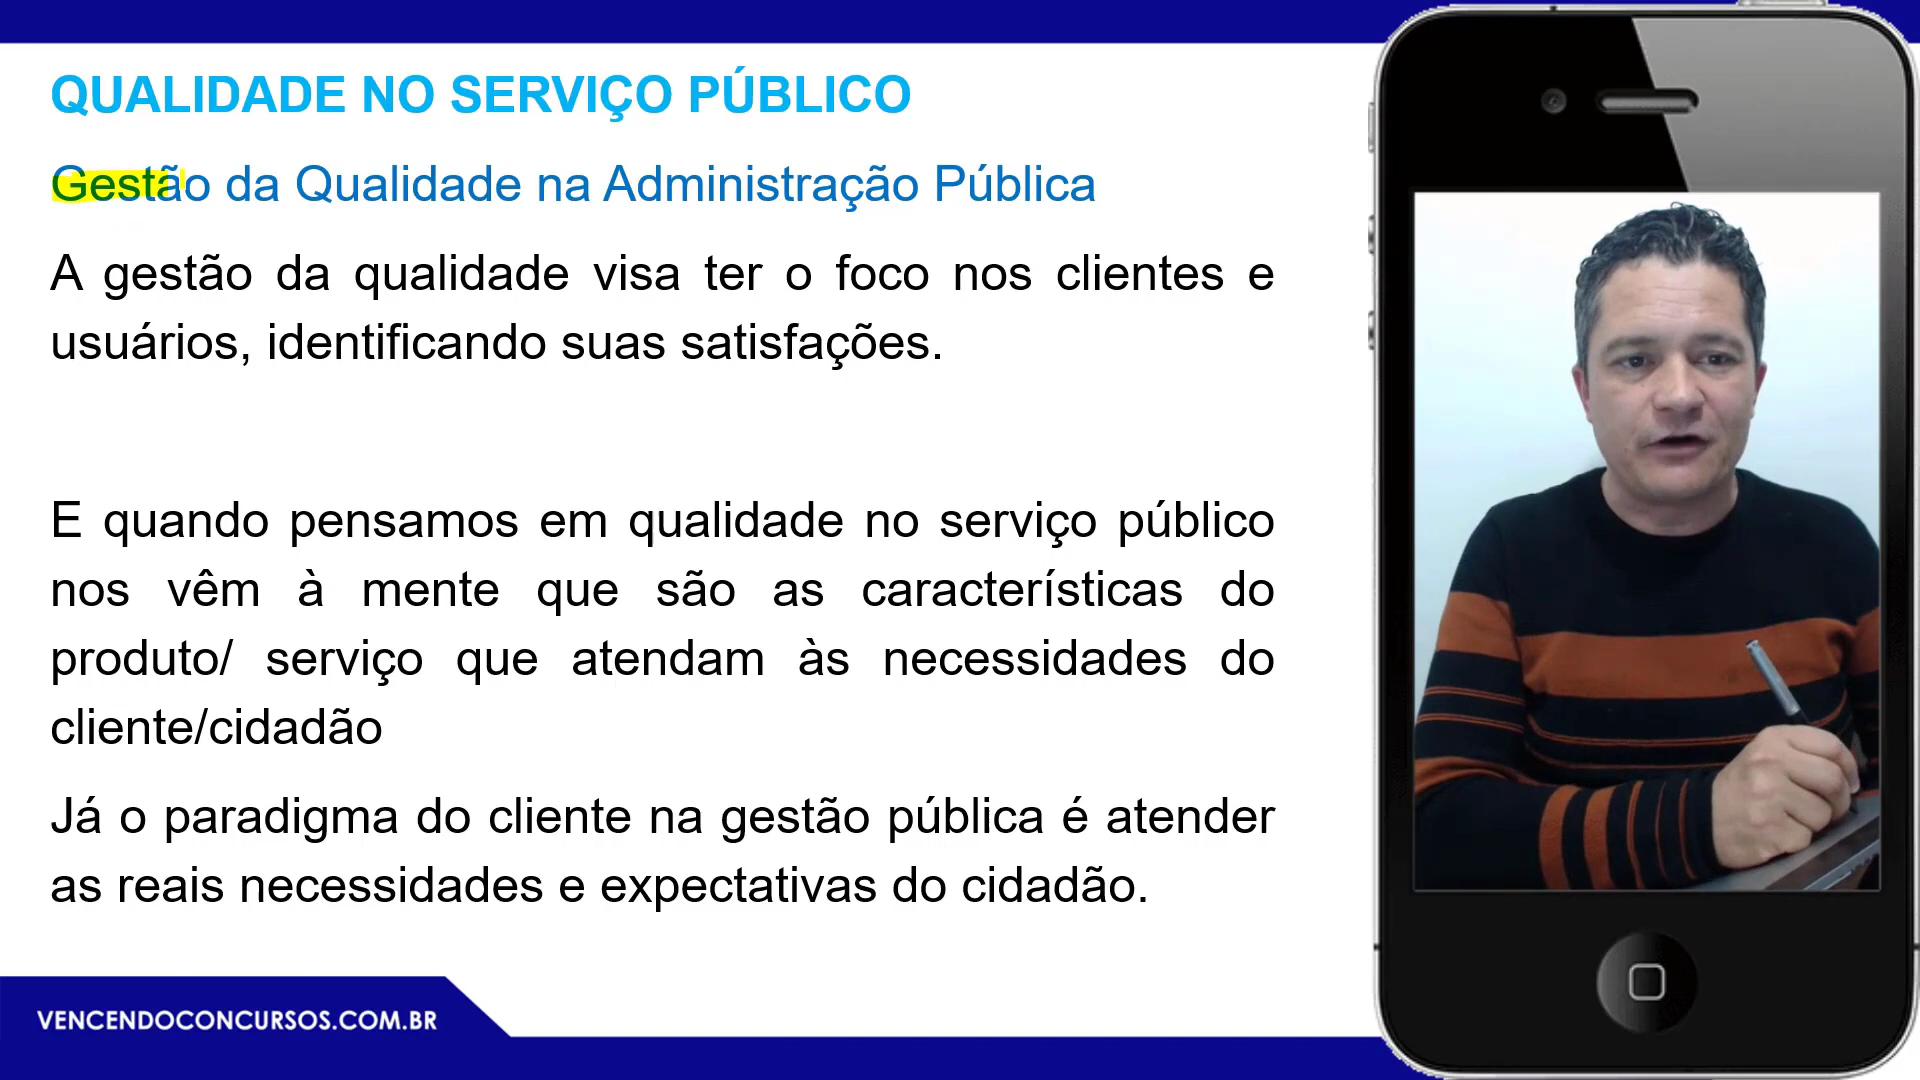 QUALIDADE NO SERVIÇO PÚBLICO
Gestão da Qualidade na Administração Pública
A gestão da qualidade visa ter o foco nos clientes e
usuários, identificando suas satisfações.
E quando pensamos em qualidade no serviço público
nos vêm à mente que são as características do
produto/ serviço que atendam às necessidades do
cliente/cidadão
Já o paradigma do cliente na gestão pública é atender
as reais necessidades e expectativas do cidadão.
VENCENDOCONCURSOS.COM.BR